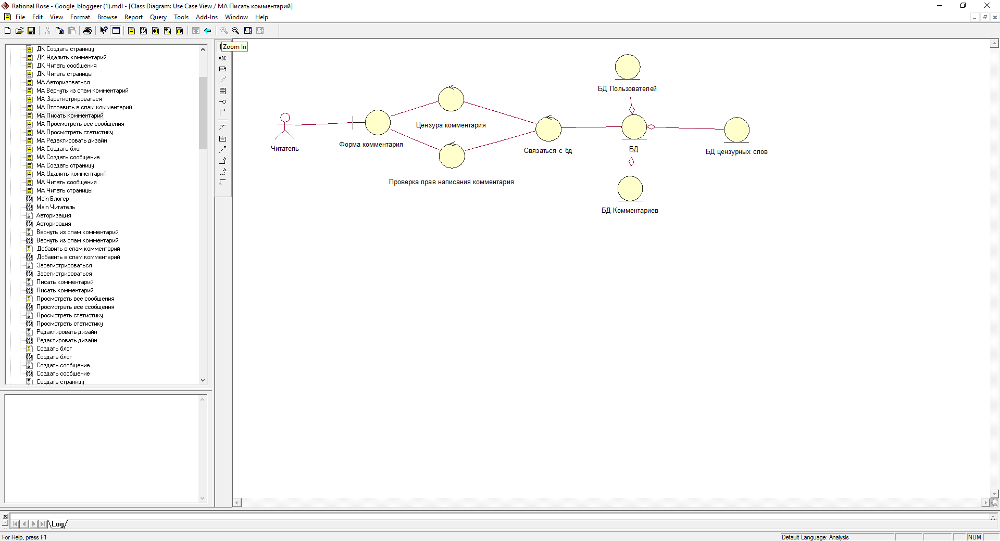 Rational Rose - Google_bloggeer (1).mdl - [Class Diagram: Use Case View / МА Писать комментарий]
File Edit View Format Browse Report Query Tools Add-Ins Window Help
Zoom In
ABC
ДК Создать страницу
ДК Удалить комментарий
ДК Читать сообщения
ДК Читать страницы
МА Авторизоваться
МА Вернуть из спам комментарий
МА Зарегистрироваться
МА Отправить в спам комментарий
МА Писать комментарий
МА Просмотреть все сообщения
МА Просмотреть статистику
МА Редактировать дизайн
МА Создать блог
МА Создать сообщение
МА Создать страницу
МА Удалить комментарий
МА Читать сообщения
МА Читать страницы
Main Блогер
Main Читатель
Авторизация
Авторизация
Вернуть из спам комментарий
Вернуть из спам комментарий
Добавить в спам комментарий
Добавить в спам комментарий
Зарегистрироваться
Зарегистрироваться
Писать комментарий
Писать комментарий
Просмотреть все сообщения
Просмотреть все ссобщения
Просмотреть статистику
Просмотреть статистику
Редактировать дизайн
Редактировать дизайн
Создать блог
Создать блог
Создать сообщение
Создать сообщение
Создать страницу
БД Пользователей
Цензура комментария
Читатель
Форма комментария
Связаться с бд
БД
БД цензурных слов
Проверка прав написания комментария
БД Комментариев
Log
For Help, press F1
Default Language: Analysis
NUM